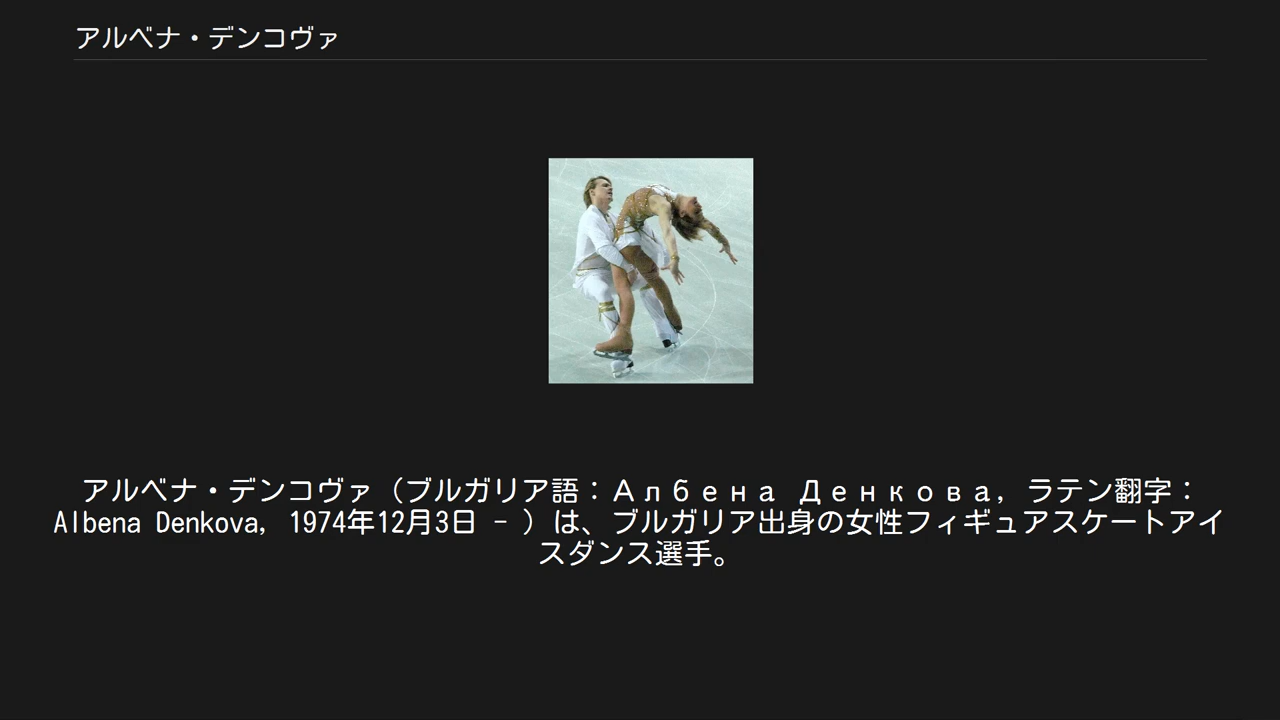 アルベナ・デンコヴァ
アルベナ・デンコヴァ（ブルガリア語：Албена Денкова, ラテン翻字：
Albena Denkova, 1974年12月3日 - ）は、ブルガリア出身の女性フィギュアスケートアイ
スダンス選手。